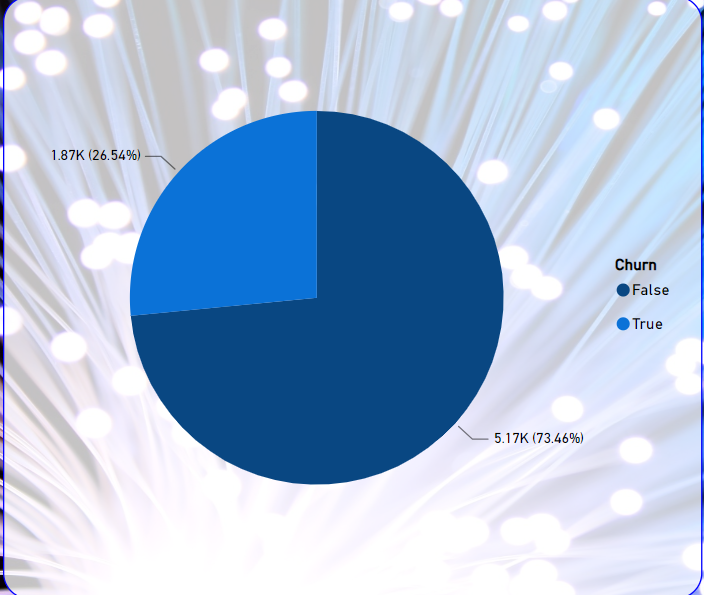 1.87K (26.54%)
Churn
False
True
5.17K (73.46%)